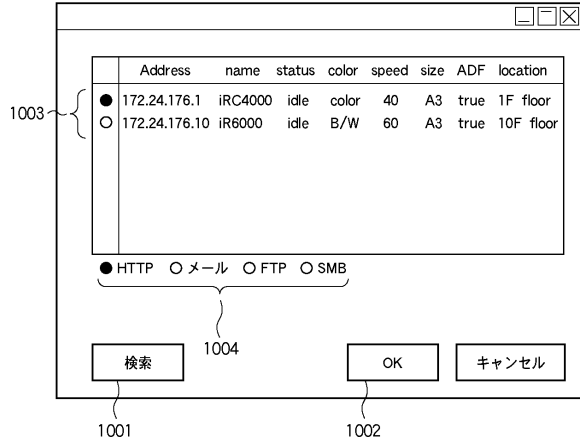 Address name status color speed size ADF location
172.24.176.1 iRC4000 idle color 40 A3 true 1F floor
172.24.176.10 iR6000 idle B/W 60 A3 true 10F floor
1003
HTTP メール FTP SMB
1004
検索 OK キャンセル
1001 1002